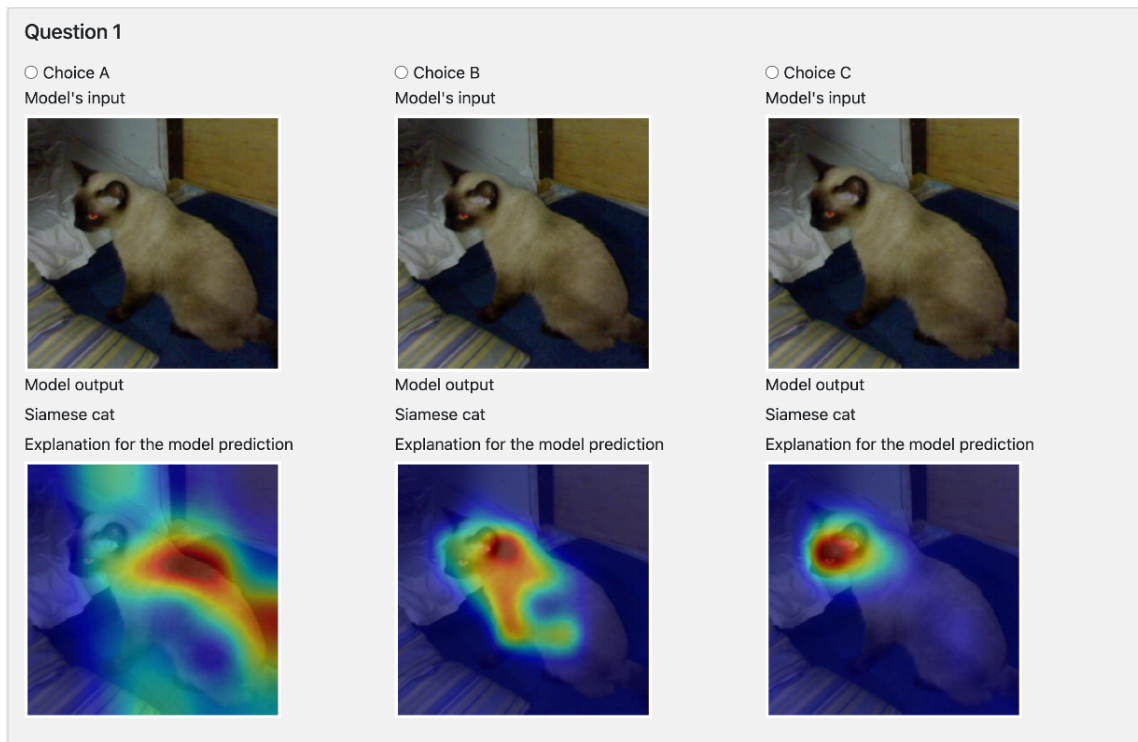 Question 1
Choice A
Choice B
Choice C
Model's input
Model's input
Model's input
Model output
Model output
Model output
Siamese cat
Siamese cat
Siamese cat
Explanation for the model prediction
Explanation for the model prediction
Explanation for the model prediction